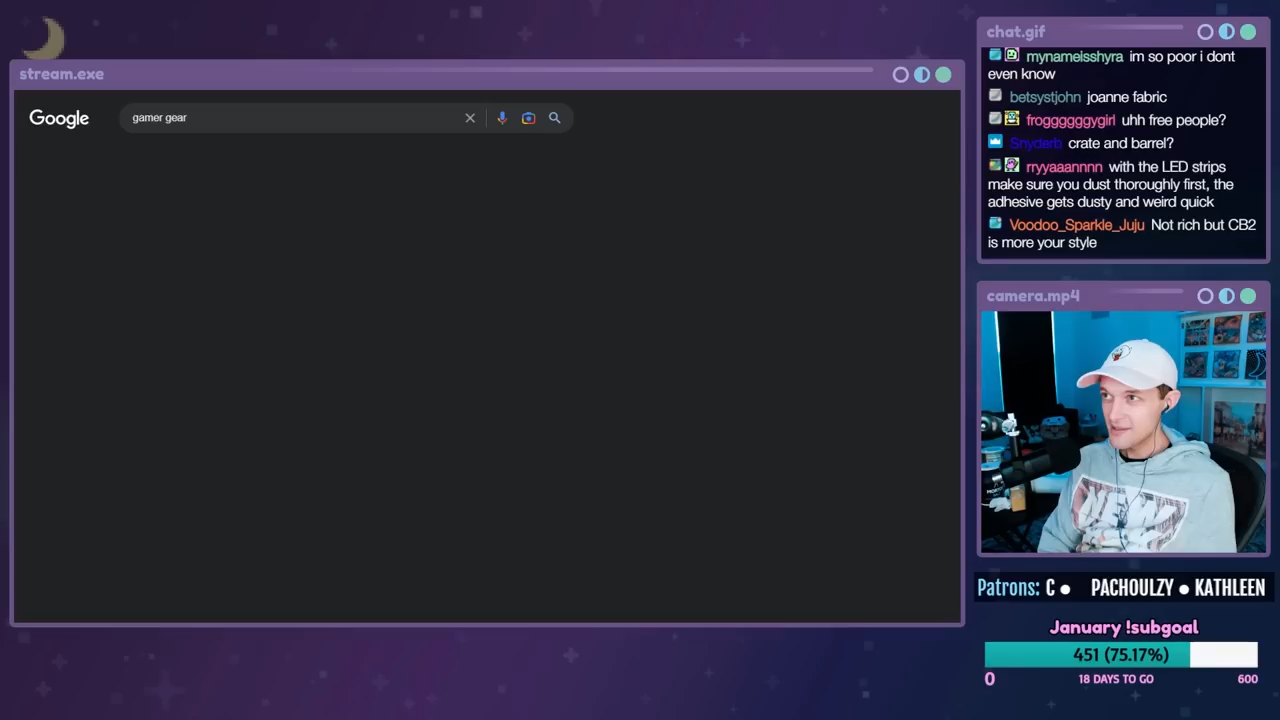 stream.exe
Google
gamer gear
chat.gif
mynameisshyra im so poor i dont
even know
betsystjohn joanne fabric
frogggggggirl uhh free people?
Snyderb crate and barrel?
rryyaaannnn with the LED strips
make sure you dust thoroughly first, the
adhesive gets dusty and weird quick
Voodoo_Sparkle_Juju Not rich but CB2
is more your style
camera.mp4
NEW
Patrons: C ● PACHOULZY ● KATHLEEN
January !subgoal
451 (75.17%)
0 18 DAYS TO GO 600